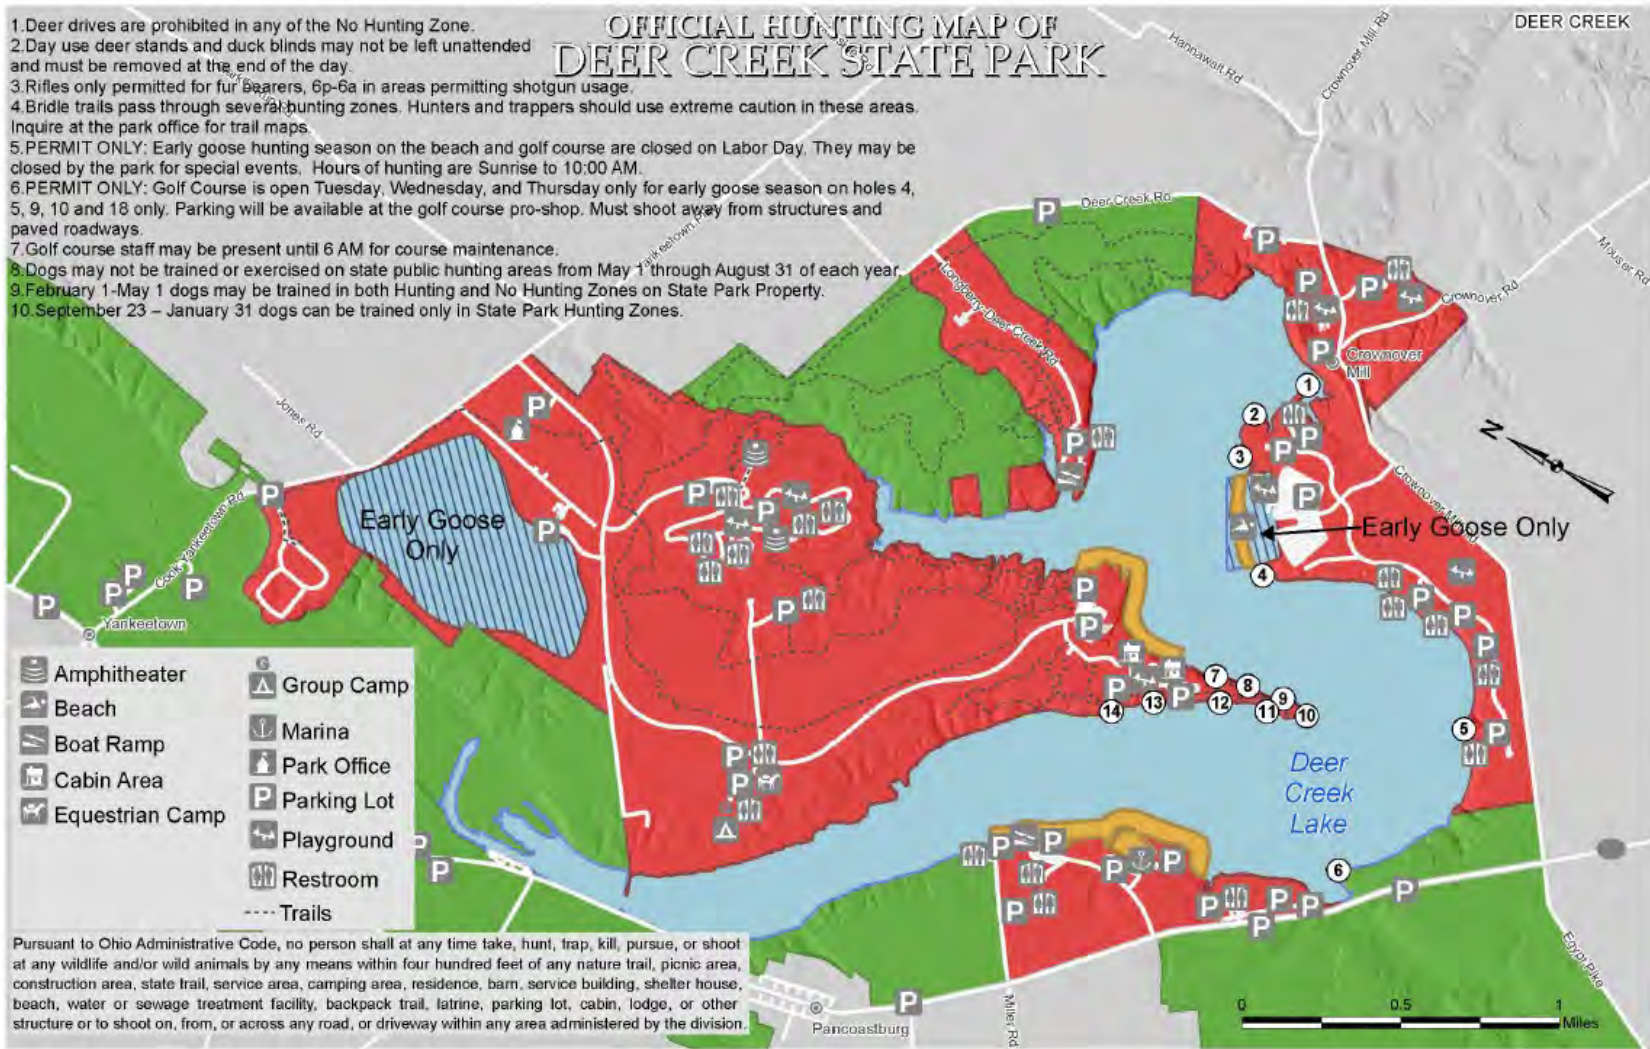 OFFICIAL HUNTING MAP OF
DEER CREEK STATE PARK
DEER CREEK
1.Deer drives are prohibited in any of the No Hunting Zone.
2.Day use deer stands and duck blinds may not be left unattended
and must be removed at the end of the day.
3.Rifles only permitted for fur bearers, 6p-6a in areas permitting shotgun usage.
4.Bridle trails pass through several hunting zones. Hunters and trappers should use extreme caution in these areas.
Inquire at the park office for trail maps.
5.PERMIT ONLY: Early goose hunting season on the beach and golf course are closed on Labor Day. They may be
closed by the park for special events. Hours of hunting are Sunrise to 10:00 AM.
6.PERMIT ONLY: Golf Course is open Tuesday, Wednesday, and Thursday only for early goose season on holes 4,
5, 9, 10 and 18 only. Parking will be available at the golf course pro-shop. Must shoot away from structures and
paved roadways.
7.Golf course staff may be present until 6 AM for course maintenance.
8.Dogs may not be trained or exercised on state public hunting areas from May 1 through August 31 of each year.
9.February 1-May 1 dogs may be trained in both Hunting and No Hunting Zones on State Park Property.
10.September 23 – January 31 dogs can be trained only in State Park Hunting Zones.
Hannawalt Rd
Crownover Mill Rd
Deer Creek Rd
Yankeetown
Mouser Rd
Crownover Rd
Longberry-Deer Creek Rd
Crownover
Mill
Jones Rd
1
2
3
N
Crownover Mill Rd
Early Goose
Only
Early Goose Only
4
Cook Yankeetown Rd
Yankeetown
7
8
9
10
11
12
13
14
5
6
Deer
Creek
Lake
Amphitheater
Beach
Boat Ramp
Cabin Area
Equestrian Camp
G
Group Camp
Marina
Park Office
P
Parking Lot
Playground
Restroom
Trails
Egypt Pike
Miller Rd
Pancoastburg
0
0.5
1
Miles
Pursuant to Ohio Administrative Code, no person shall at any time take, hunt, trap, kill, pursue, or shoot
at any wildlife and/or wild animals by any means within four hundred feet of any nature trail, picnic area,
construction area, state trail, service area, camping area, residence, barn, service building, shelter house,
beach, water or sewage treatment facility, backpack trail, latrine, parking lot, cabin, lodge, or other
structure or to shoot on, from, or across any road, or driveway within any area administered by the division.